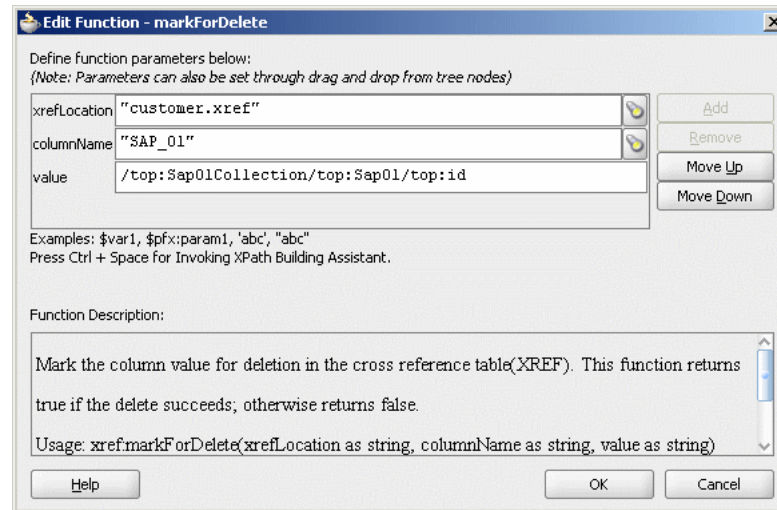 Edit Function - markForDelete
Define function parameters below:
(Note: Parameters can also be set through drag and drop from tree nodes)
xrefLocation "customer.xref"
Add
columnName "SAP_01"
Remove
value /top:Sap01Collection/top:Sap01/top:id
Move Up
Move Down
Examples: $var1, $pfx:param1, 'abc', "abc"
Press Ctrl + Space for Invoking XPath Building Assistant.
Function Description:
Mark the column value for deletion in the cross reference table(XREF). This function returns
true if the delete succeeds; otherwise returns false.
Usage: xref:markForDelete(xrefLocation as string, columnName as string, value as string)
Help
OK
Cancel